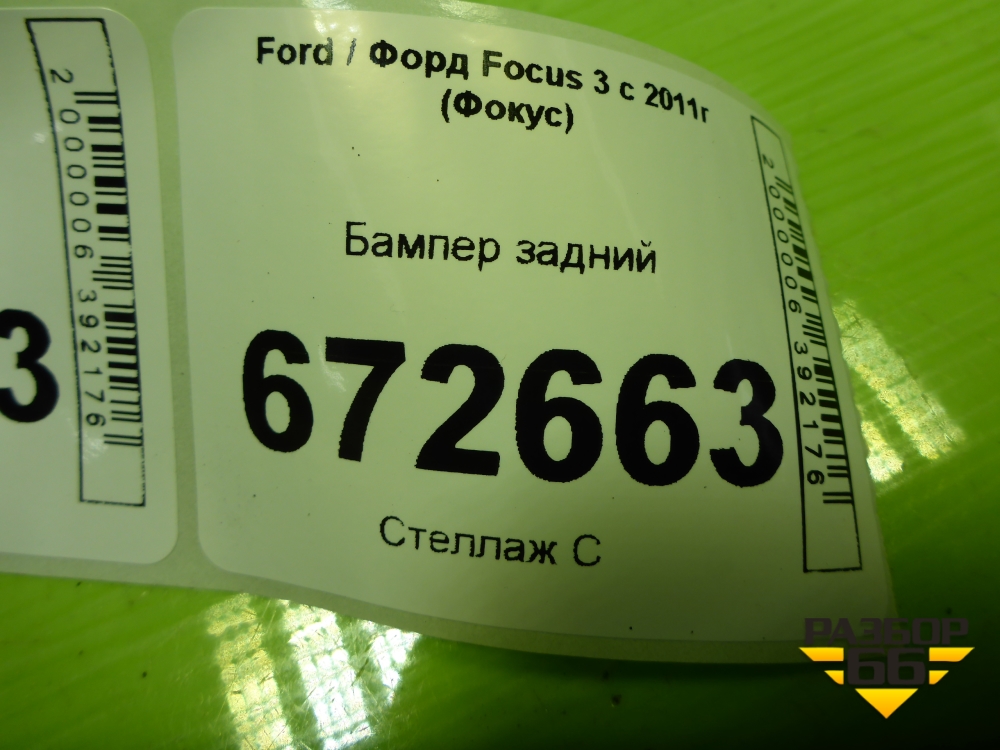 Ford / Форд Focus 3 с 2011г
(Фокус)
Бампер задний
672663
Стеллаж С
2000006392176
3
2000006392176
РАЗБОР
66